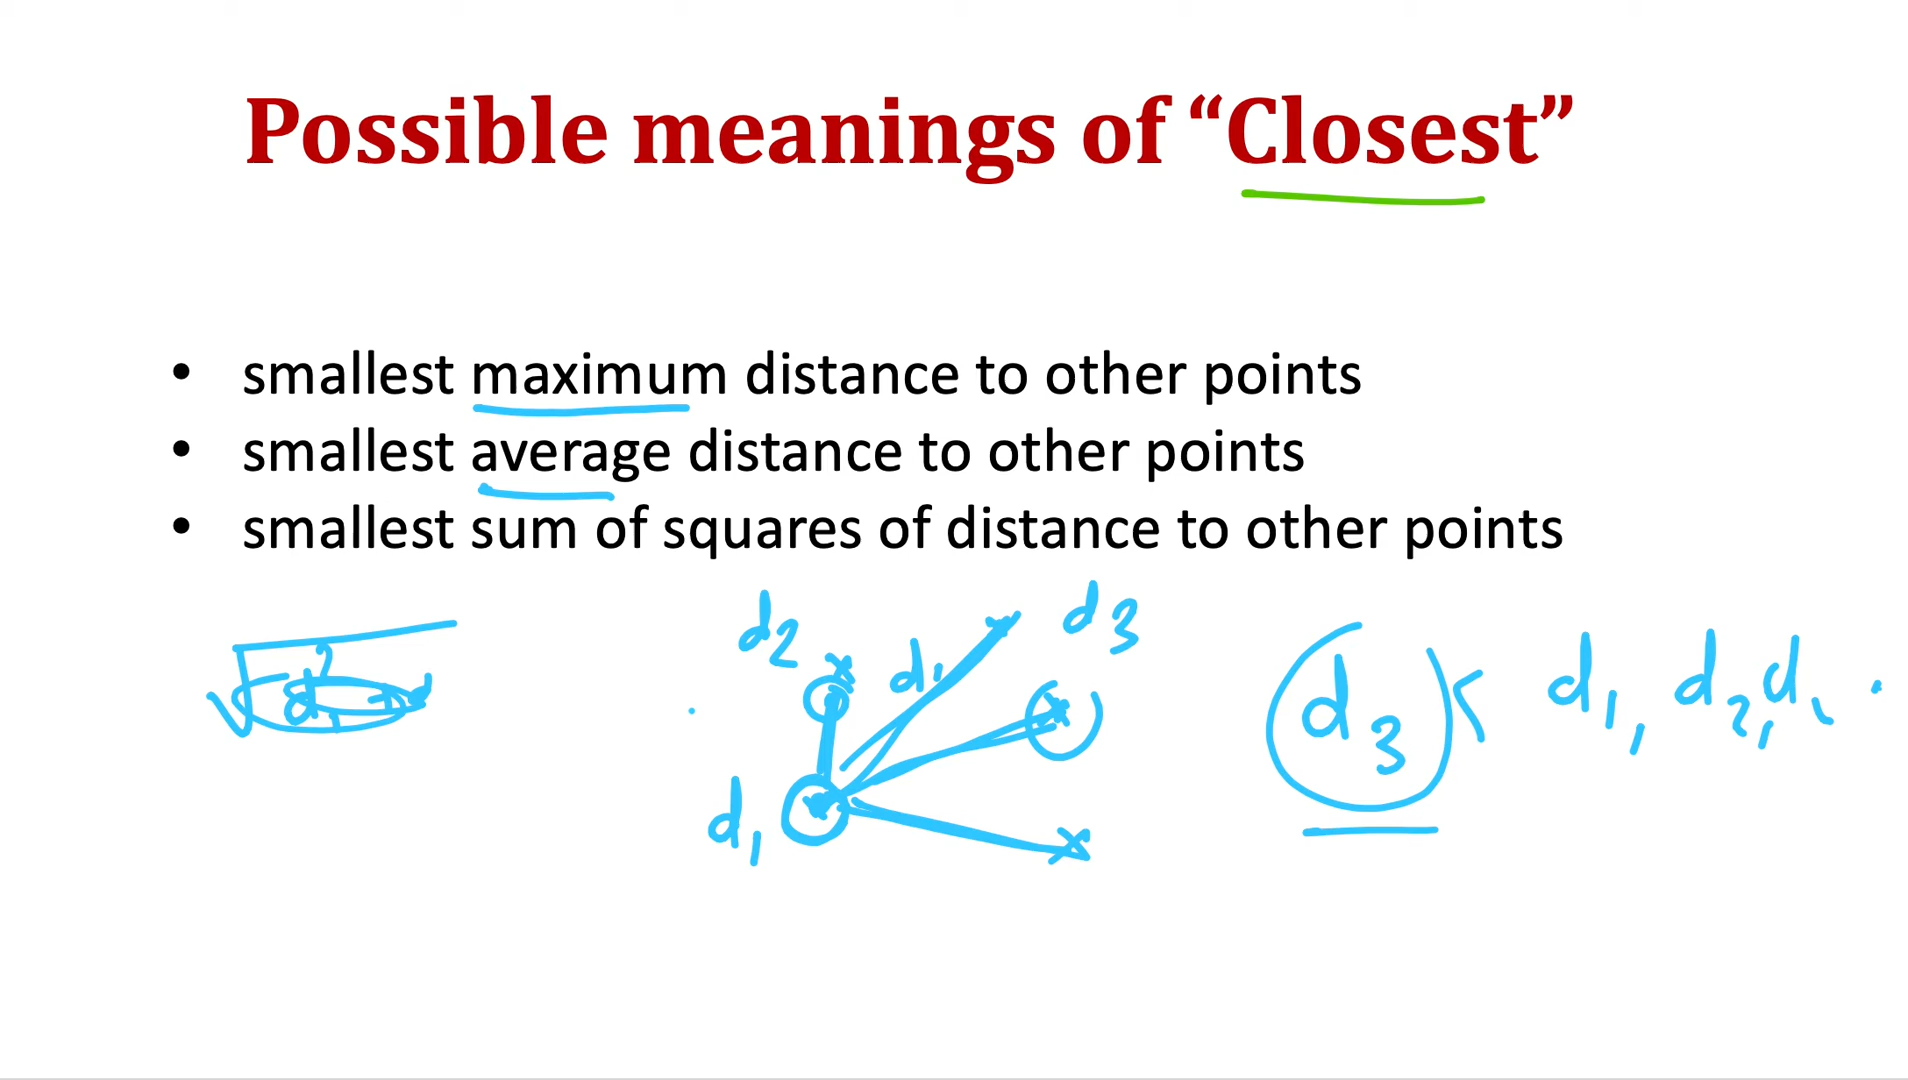 Possible meanings of “Closest”
• smallest maximum distance to other points
• smallest average distance to other points
• smallest sum of squares of distance to other points
d2 d3
d1
d3 < d1, d2, d1
d1